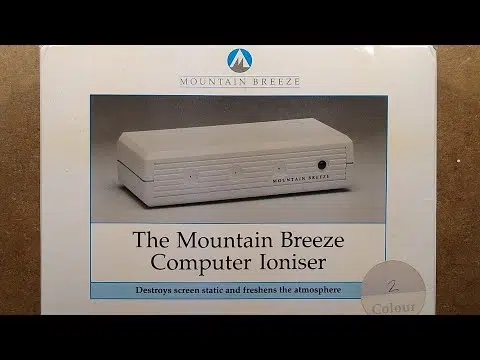 MOUNTAIN BREEZE
MOUNTAIN BREEZE
The Mountain Breeze
Computer Ioniser
Destroys screen static and freshens the atmosphere
2
Colour